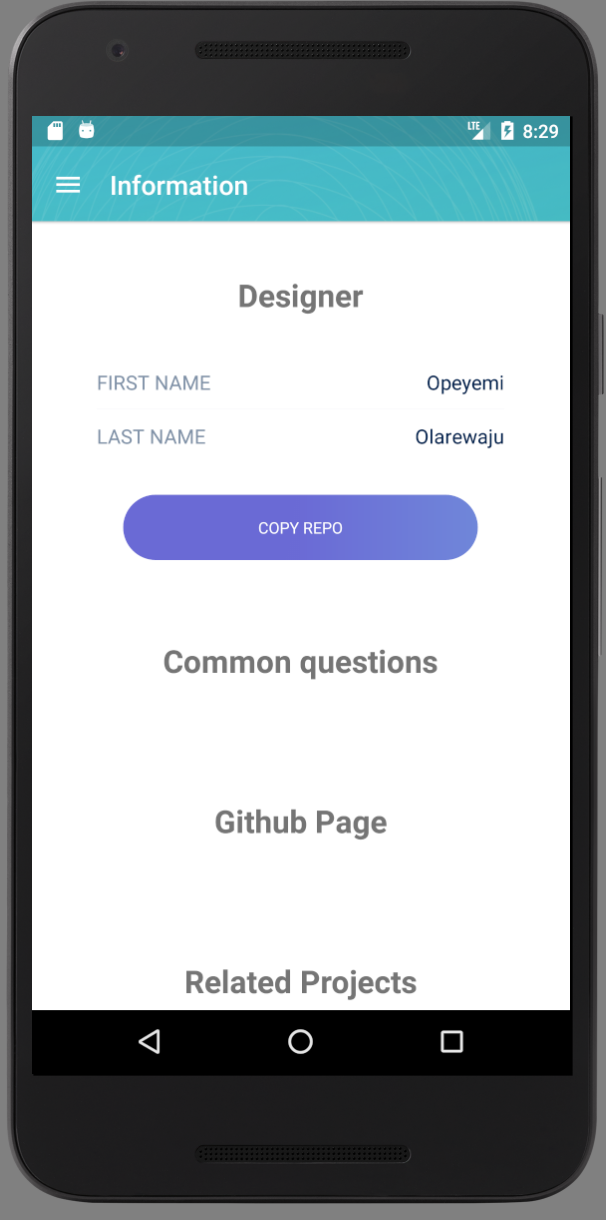 LTE 8:29
Information
Designer
FIRST NAME Opeyemi
LAST NAME Olarewaju
COPY REPO
Common questions
Github Page
Related Projects